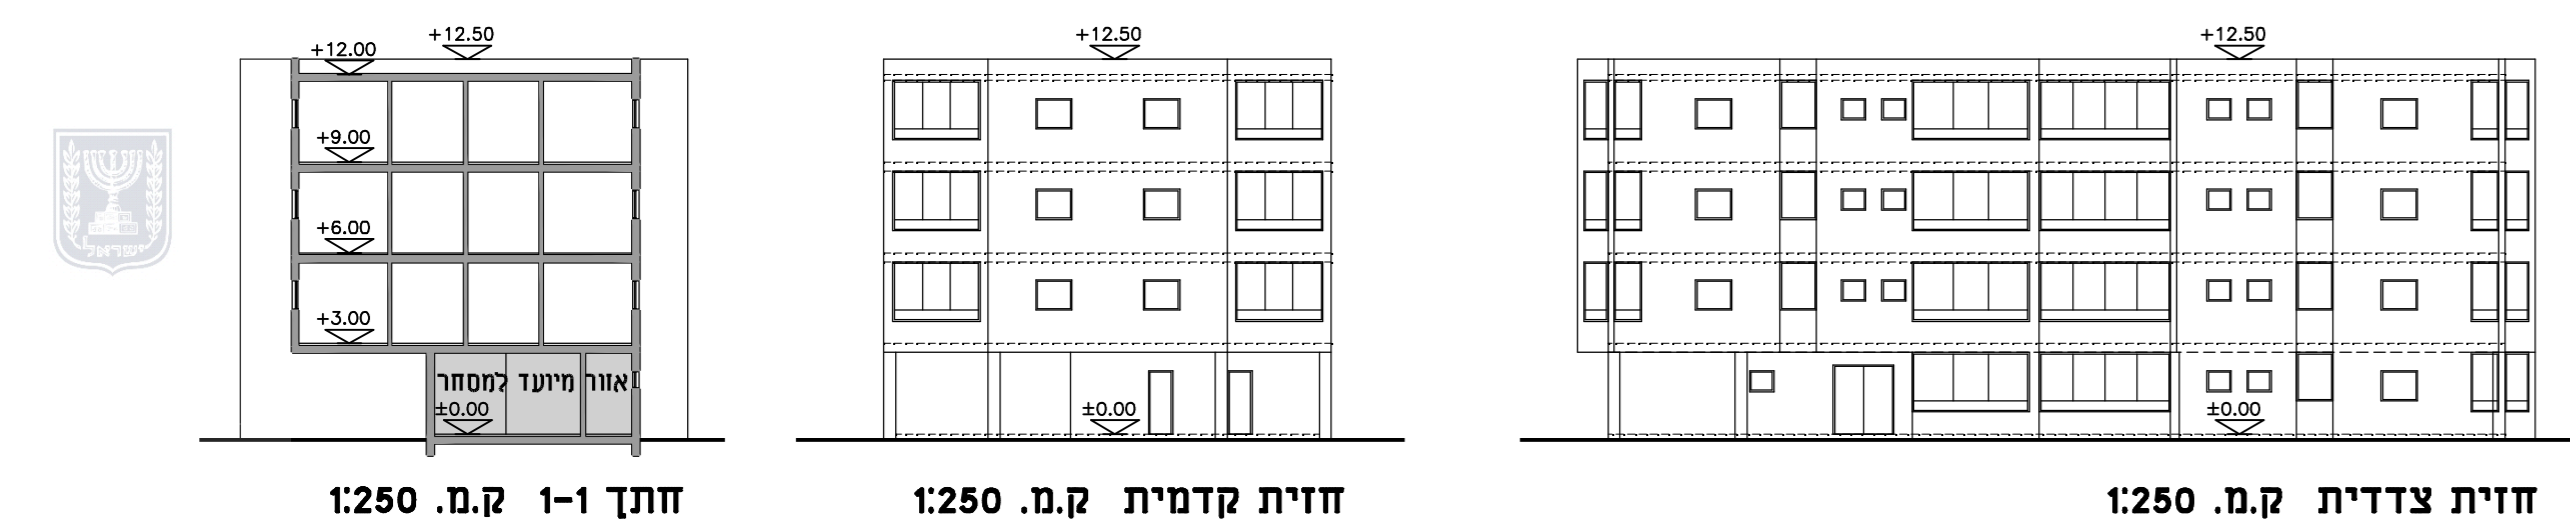 +12.50
+12.00
+9.00
+6.00
+3.00
אזור מיועד למסחר
±0.00
חתך 1-1 ק.מ. 1:250
+12.50
±0.00
חזית קדמית ק.מ. 1:250
+12.50
±0.00
חזית צדדית ק.מ. 1:250
ישראל